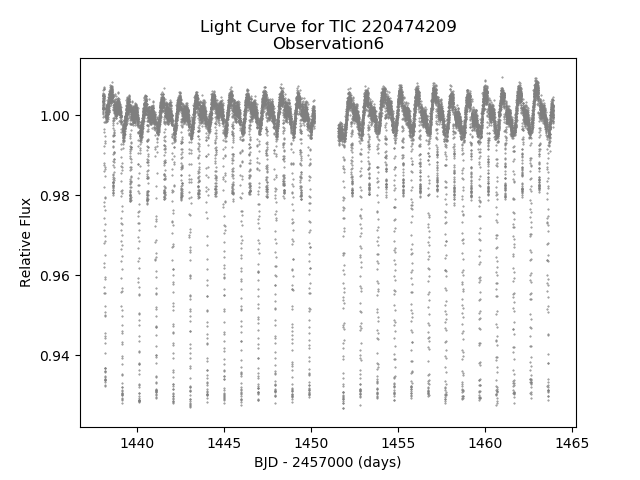 Light Curve for TIC 220474209
Observation6
Relative Flux
1.00
0.98
0.96
0.94
1440
1445
1450
1455
1460
1465
BJD - 2457000 (days)